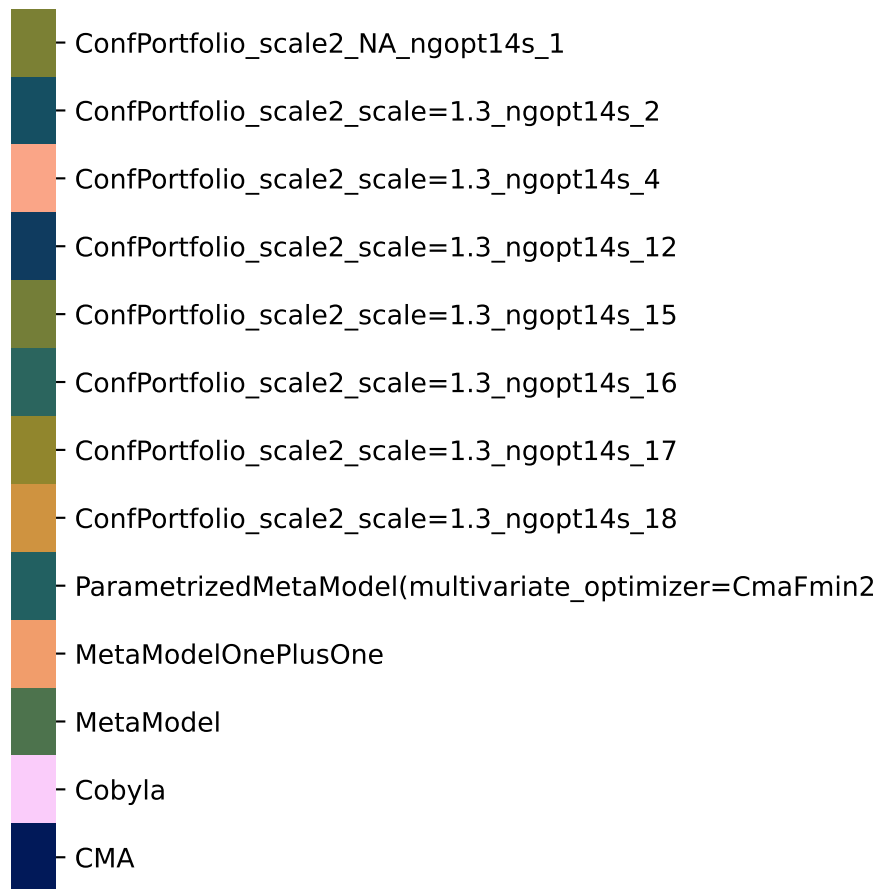 ConfPortfolio_scale2_NA_ngopt14s_1
ConfPortfolio_scale2_scale=1.3_ngopt14s_2
ConfPortfolio_scale2_scale=1.3_ngopt14s_4
ConfPortfolio_scale2_scale=1.3_ngopt14s_12
ConfPortfolio_scale2_scale=1.3_ngopt14s_15
ConfPortfolio_scale2_scale=1.3_ngopt14s_16
ConfPortfolio_scale2_scale=1.3_ngopt14s_17
ConfPortfolio_scale2_scale=1.3_ngopt14s_18
ParametrizedMetaModel(multivariate_optimizer=CmaFmin2
MetaModelOnePlusOne
MetaModel
Cobyla
CMA